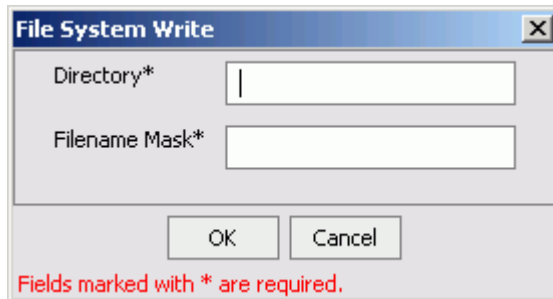 File System Write
Directory*
Filename Mask*
OK Cancel
Fields marked with * are required.